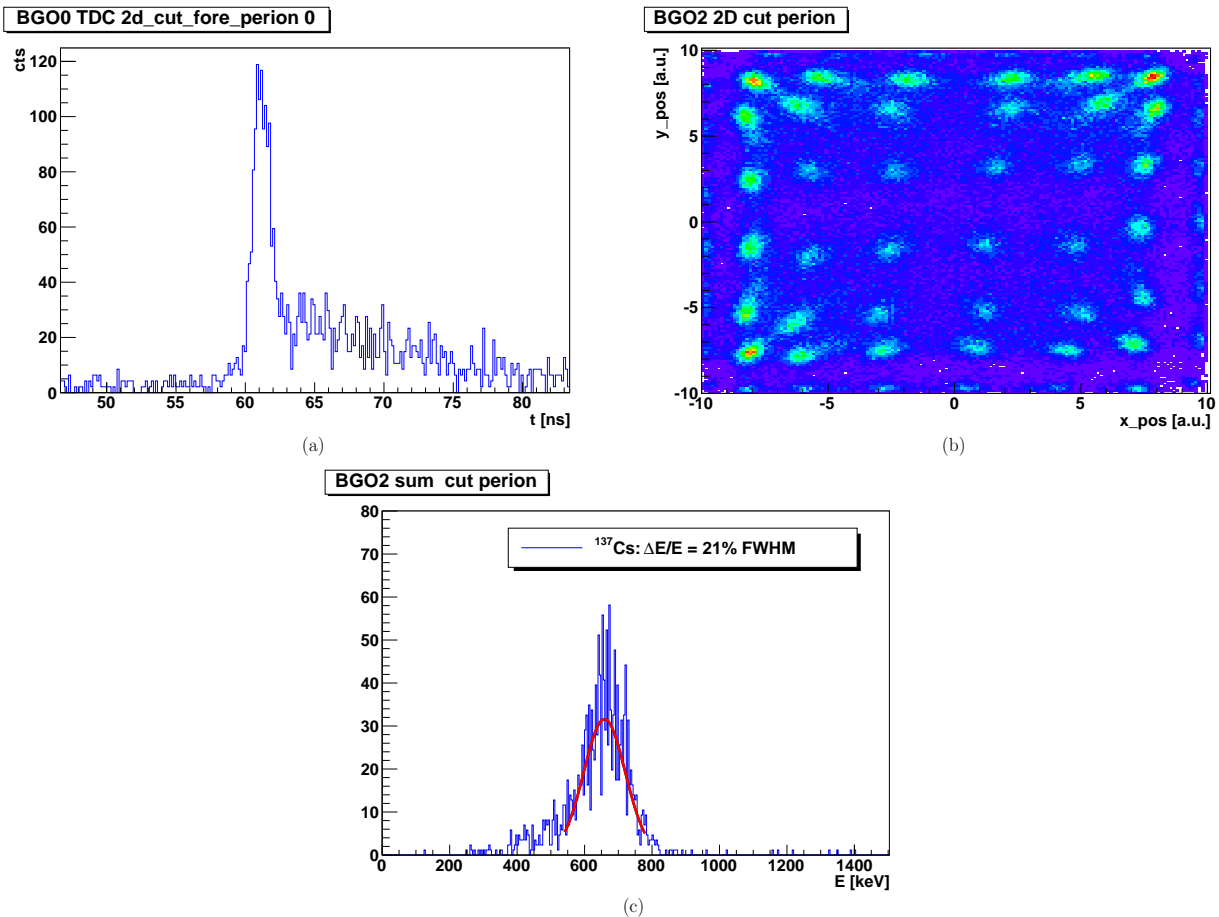 BGO0 TDC 2d_cut_fore_perion 0
cts
120
100
80
60
40
20
0
50 55 60 65 70 75 80
t [ns]
(a)
BGO2 2D cut perion
y_pos [a.u.]
10
5
0
-5
-10
-10 -5 0 5 10
x_pos [a.u.]
(b)
BGO2 sum cut perion
80
70
60
50
40
30
20
10
0
137Cs: ΔE/E = 21% FWHM
0 200 400 600 800 1000 1200 1400
E [keV]
(c)